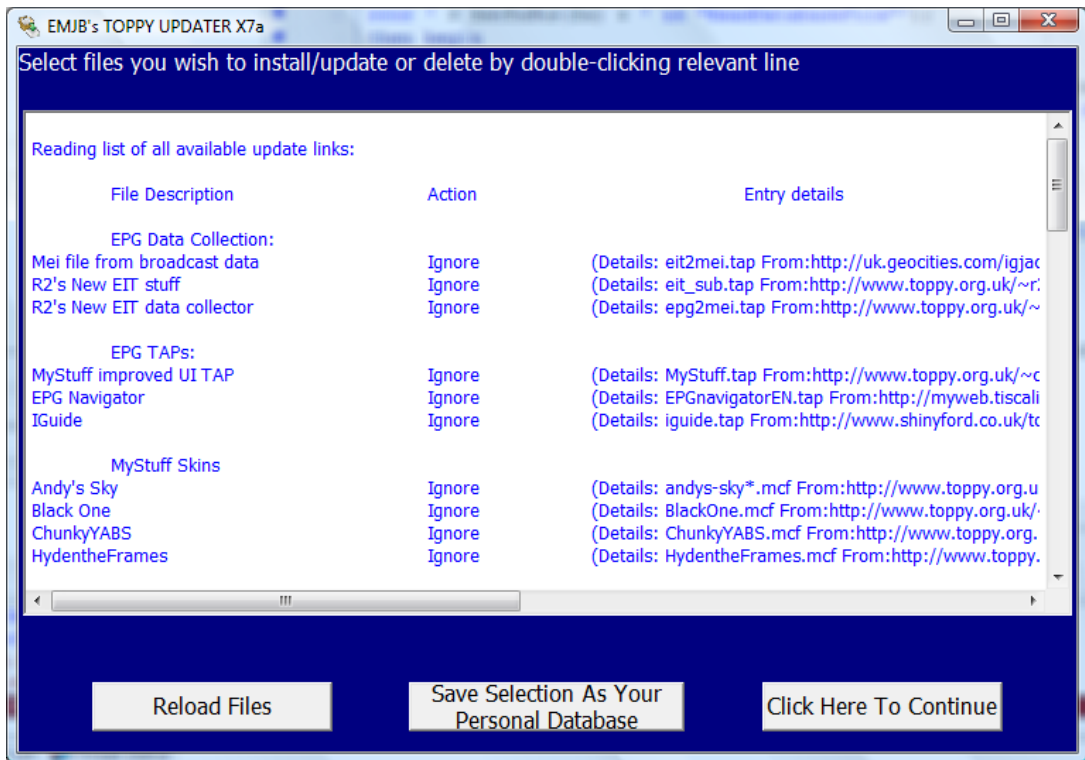 EMJB's TOPPY UPDATER X7a
Select files you wish to install/update or delete by double-clicking relevant line
Reading list of all available update links:
File Description Action Entry details
EPG Data Collection:
Mei file from broadcast data Ignore (Details: eit2mei.tap From:http://uk.geocities.com/igjac
R2's New EIT stuff Ignore (Details: eit_sub.tap From:http://www.toppy.org.uk/~r
R2's New EIT data collector Ignore (Details: epg2mei.tap From:http://www.toppy.org.uk/~
EPG TAPs:
MyStuff improved UI TAP Ignore (Details: MyStuff.tap From:http://www.toppy.org.uk/~c
EPG Navigator Ignore (Details: EPGnavigatorEN.tap From:http://myweb.tiscali
IGuide Ignore (Details: iguide.tap From:http://www.shinyford.co.uk/tc
MyStuff Skins
Andy's Sky Ignore (Details: andys-sky*.mcf From:http://www.toppy.org.u
Black One Ignore (Details: BlackOne.mcf From:http://www.toppy.org.uk/
ChunkyYABS Ignore (Details: ChunkyYABS.mcf From:http://www.toppy.org.
HydentheFrames Ignore (Details: HydentheFrames.mcf From:http://www.toppy.
Reload Files
Save Selection As Your
Personal Database
Click Here To Continue